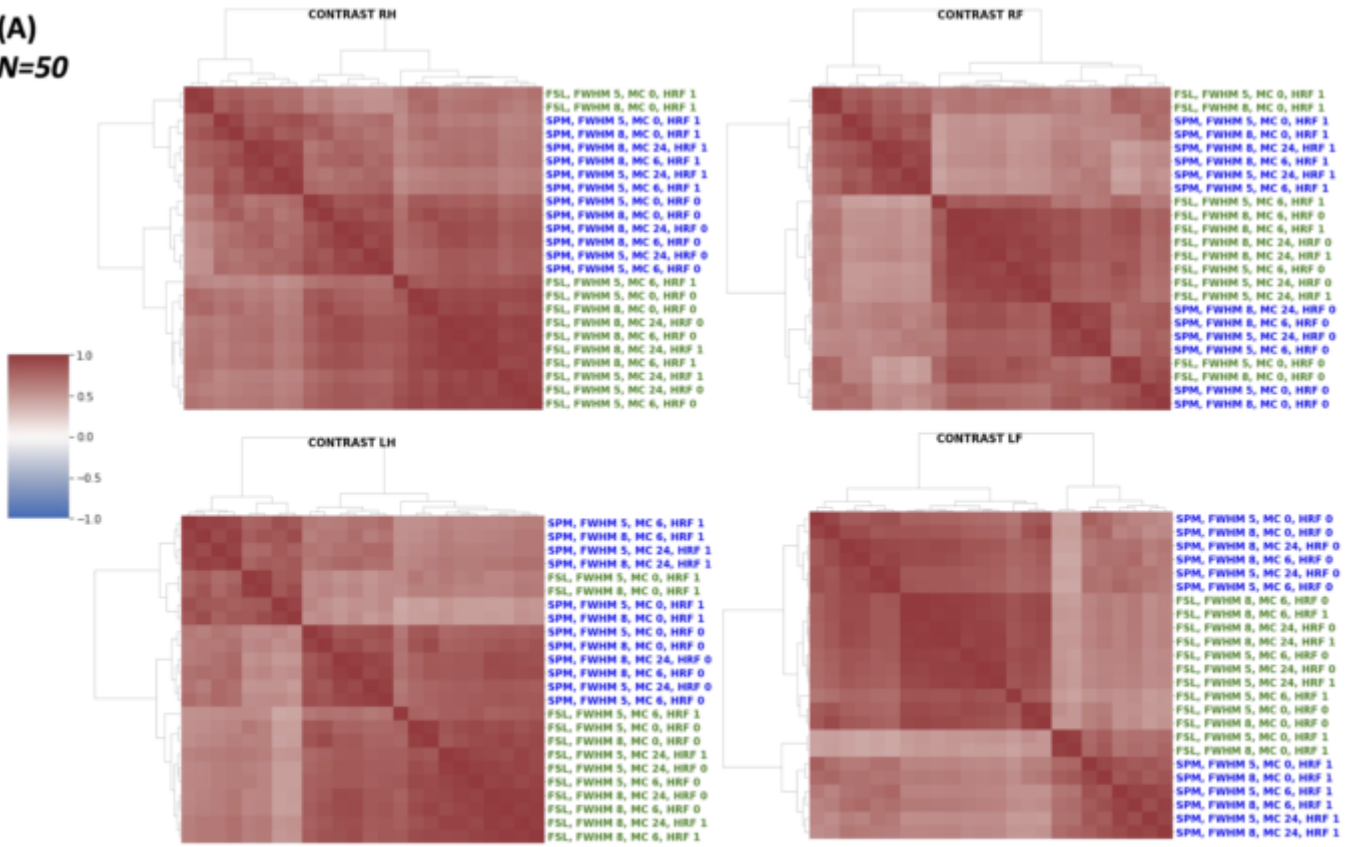 (A)
N=50
CONTRAST RH
FSL, FWHM 5, MC 0, HRF 1
FSL, FWHM 8, MC 0, HRF 1
SPM, FWHM 5, MC 0, HRF 1
SPM, FWHM 8, MC 0, HRF 1
SPM, FWHM 8, MC 24, HRF 1
SPM, FWHM 8, MC 6, HRF 1
SPM, FWHM 5, MC 24, HRF 1
SPM, FWHM 5, MC 6, HRF 1
SPM, FWHM 5, MC 0, HRF 0
SPM, FWHM 8, MC 0, HRF 0
SPM, FWHM 8, MC 24, HRF 0
SPM, FWHM 8, MC 6, HRF 0
SPM, FWHM 5, MC 24, HRF 0
SPM, FWHM 5, MC 6, HRF 0
FSL, FWHM 5, MC 6, HRF 1
FSL, FWHM 5, MC 0, HRF 0
FSL, FWHM 8, MC 0, HRF 0
FSL, FWHM 8, MC 24, HRF 0
FSL, FWHM 8, MC 6, HRF 0
FSL, FWHM 8, MC 24, HRF 1
FSL, FWHM 8, MC 6, HRF 1
FSL, FWHM 5, MC 24, HRF 1
FSL, FWHM 5, MC 24, HRF 0
FSL, FWHM 5, MC 6, HRF 0
CONTRAST RF
FSL, FWHM 5, MC 0, HRF 1
FSL, FWHM 8, MC 0, HRF 1
SPM, FWHM 5, MC 0, HRF 1
SPM, FWHM 8, MC 0, HRF 1
SPM, FWHM 8, MC 24, HRF 1
SPM, FWHM 8, MC 6, HRF 1
SPM, FWHM 5, MC 24, HRF 1
SPM, FWHM 5, MC 6, HRF 1
FSL, FWHM 5, MC 6, HRF 1
FSL, FWHM 8, MC 6, HRF 0
FSL, FWHM 8, MC 6, HRF 1
FSL, FWHM 8, MC 24, HRF 0
FSL, FWHM 8, MC 24, HRF 1
FSL, FWHM 5, MC 6, HRF 0
FSL, FWHM 5, MC 24, HRF 0
FSL, FWHM 5, MC 24, HRF 1
SPM, FWHM 8, MC 24, HRF 0
SPM, FWHM 8, MC 6, HRF 0
SPM, FWHM 5, MC 24, HRF 0
SPM, FWHM 5, MC 6, HRF 0
FSL, FWHM 5, MC 0, HRF 0
FSL, FWHM 8, MC 0, HRF 0
SPM, FWHM 5, MC 0, HRF 0
SPM, FWHM 8, MC 0, HRF 0
1.0
0.5
0.0
−0.5
−1.0
CONTRAST LH
SPM, FWHM 5, MC 6, HRF 1
SPM, FWHM 8, MC 6, HRF 1
SPM, FWHM 5, MC 24, HRF 1
SPM, FWHM 8, MC 24, HRF 1
FSL, FWHM 5, MC 0, HRF 1
FSL, FWHM 8, MC 0, HRF 1
SPM, FWHM 5, MC 0, HRF 1
SPM, FWHM 8, MC 0, HRF 1
SPM, FWHM 5, MC 0, HRF 0
SPM, FWHM 8, MC 0, HRF 0
SPM, FWHM 8, MC 24, HRF 0
SPM, FWHM 8, MC 6, HRF 0
SPM, FWHM 5, MC 24, HRF 0
SPM, FWHM 5, MC 6, HRF 0
FSL, FWHM 5, MC 6, HRF 1
FSL, FWHM 5, MC 0, HRF 0
FSL, FWHM 8, MC 0, HRF 0
FSL, FWHM 5, MC 24, HRF 1
FSL, FWHM 5, MC 24, HRF 0
FSL, FWHM 5, MC 6, HRF 0
FSL, FWHM 8, MC 24, HRF 0
FSL, FWHM 8, MC 6, HRF 0
FSL, FWHM 8, MC 24, HRF 1
FSL, FWHM 8, MC 6, HRF 1
CONTRAST LF
SPM, FWHM 5, MC 0, HRF 0
SPM, FWHM 8, MC 0, HRF 0
SPM, FWHM 8, MC 24, HRF 0
SPM, FWHM 8, MC 6, HRF 0
SPM, FWHM 5, MC 24, HRF 0
SPM, FWHM 5, MC 6, HRF 0
FSL, FWHM 8, MC 6, HRF 0
FSL, FWHM 8, MC 6, HRF 1
FSL, FWHM 8, MC 24, HRF 0
FSL, FWHM 8, MC 24, HRF 1
FSL, FWHM 5, MC 6, HRF 0
FSL, FWHM 5, MC 24, HRF 0
FSL, FWHM 5, MC 24, HRF 1
FSL, FWHM 5, MC 6, HRF 1
FSL, FWHM 5, MC 0, HRF 0
FSL, FWHM 8, MC 0, HRF 0
FSL, FWHM 5, MC 0, HRF 1
FSL, FWHM 8, MC 0, HRF 1
SPM, FWHM 5, MC 0, HRF 1
SPM, FWHM 8, MC 0, HRF 1
SPM, FWHM 5, MC 6, HRF 1
SPM, FWHM 8, MC 6, HRF 1
SPM, FWHM 5, MC 24, HRF 1
SPM, FWHM 8, MC 24, HRF 1